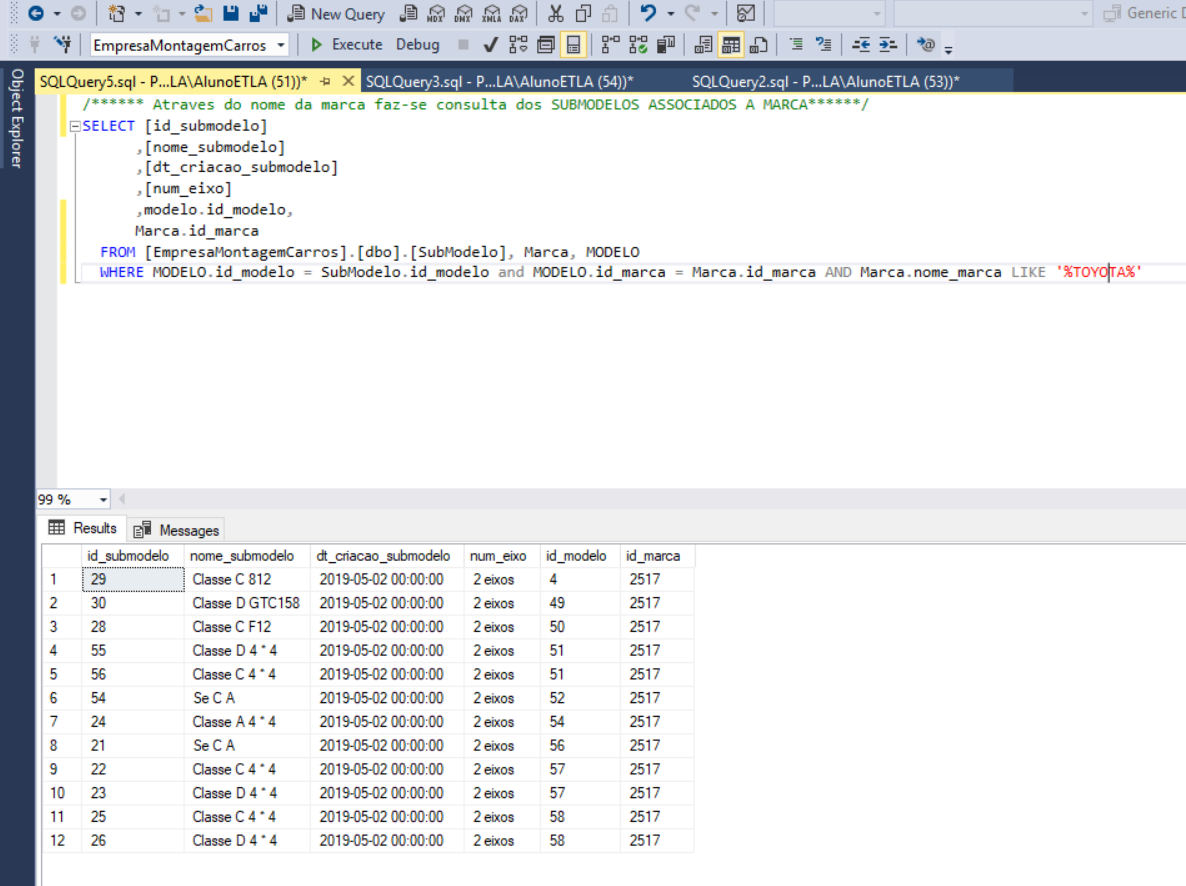 New Query MDX DMX XMLA DAX Generic D
EmpresaMontagemCarros Execute Debug
Object Explorer
SQLQuery5.sql - P...LA\AlunoETLA (51))* SQLQuery3.sql - P...LA\AlunoETLA (54))* SQLQuery2.sql - P...LA\AlunoETLA (53))*
/****** Atraves do nome da marca faz-se consulta dos SUBMODELOS ASSOCIADOS A MARCA******/
SELECT [id_submodelo]
,[nome_submodelo]
,[dt_criacao_submodelo]
,[num_eixo]
,modelo.id_modelo,
Marca.id_marca
FROM [EmpresaMontagemCarros].[dbo].[SubModelo], Marca, MODELO
WHERE MODELO.id_modelo = SubModelo.id_modelo and MODELO.id_marca = Marca.id_marca AND Marca.nome_marca LIKE '%TOYOTA%'
99 %
Results Messages
id_submodelo nome_submodelo dt_criacao_submodelo num_eixo id_modelo id_marca
1 29 Classe C 812 2019-05-02 00:00:00 2 eixos 4 2517
2 30 Classe D GTC158 2019-05-02 00:00:00 2 eixos 49 2517
3 28 Classe C F12 2019-05-02 00:00:00 2 eixos 50 2517
4 55 Classe D 4 * 4 2019-05-02 00:00:00 2 eixos 51 2517
5 56 Classe C 4 * 4 2019-05-02 00:00:00 2 eixos 51 2517
6 54 Se C A 2019-05-02 00:00:00 2 eixos 52 2517
7 24 Classe A 4 * 4 2019-05-02 00:00:00 2 eixos 54 2517
8 21 Se C A 2019-05-02 00:00:00 2 eixos 56 2517
9 22 Classe C 4 * 4 2019-05-02 00:00:00 2 eixos 57 2517
10 23 Classe D 4 * 4 2019-05-02 00:00:00 2 eixos 57 2517
11 25 Classe C 4 * 4 2019-05-02 00:00:00 2 eixos 58 2517
12 26 Classe D 4 * 4 2019-05-02 00:00:00 2 eixos 58 2517